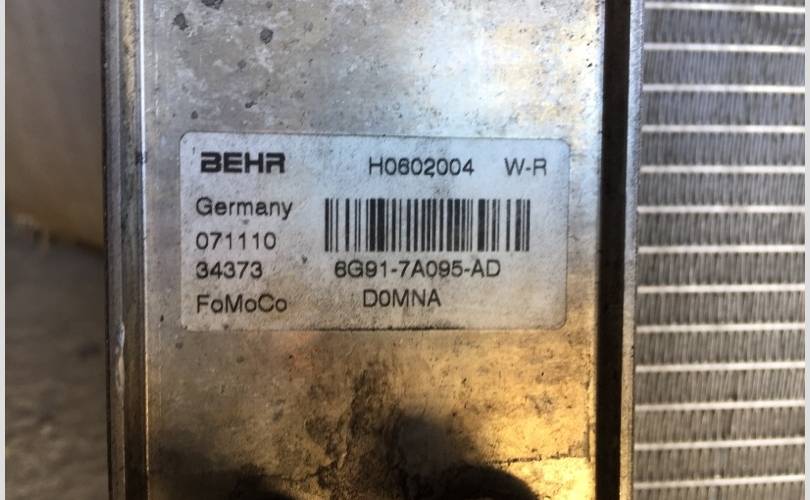 BEHR H0602004 W-R
Germany
071110
34373 6G91-7A095-AD
FoMoCo D0MNA